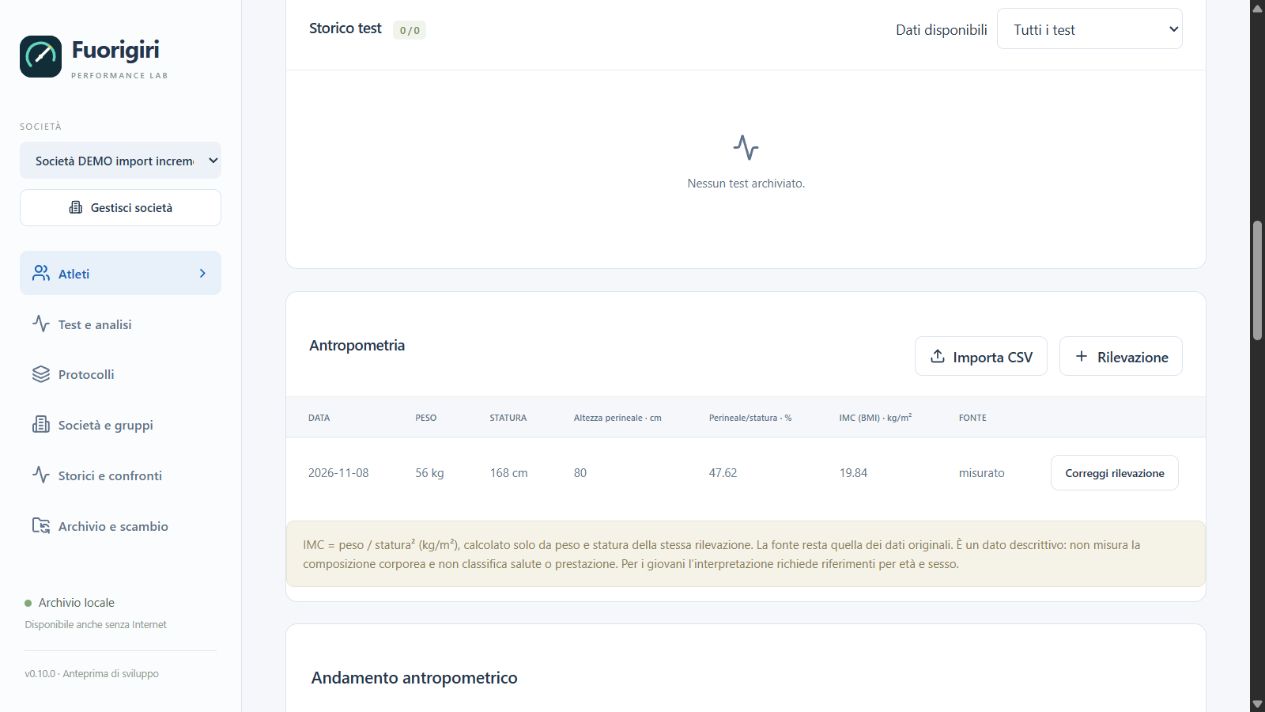 Fuorigiri
PERFORMANCE LAB
SOCIETÀ
Società DEMO import increm
Gestisci società
Atleti
Test e analisi
Protocolli
Società e gruppi
Storici e confronti
Archivio e scambio
Archivio locale
Disponibile anche senza Internet
v0.10.0 · Anteprima di sviluppo
Storico test 0 / 0 Dati disponibili Tutti i test
Nessun test archiviato.
Antropometria Importa CSV + Rilevazione
DATA PESO STATURA Altezza perineale · cm Perineale/statura · % IMC (BMI) · kg/m² FONTE
2026-11-08 56 kg 168 cm 80 47.62 19.84 misurato Correggi rilevazione
IMC = peso / statura² (kg/m²), calcolato solo da peso e statura della stessa rilevazione. La fonte resta quella dei dati originali. È un dato descrittivo: non misura la
composizione corporea e non classifica salute o prestazione. Per i giovani l'interpretazione richiede riferimenti per età e sesso.
Andamento antropometrico